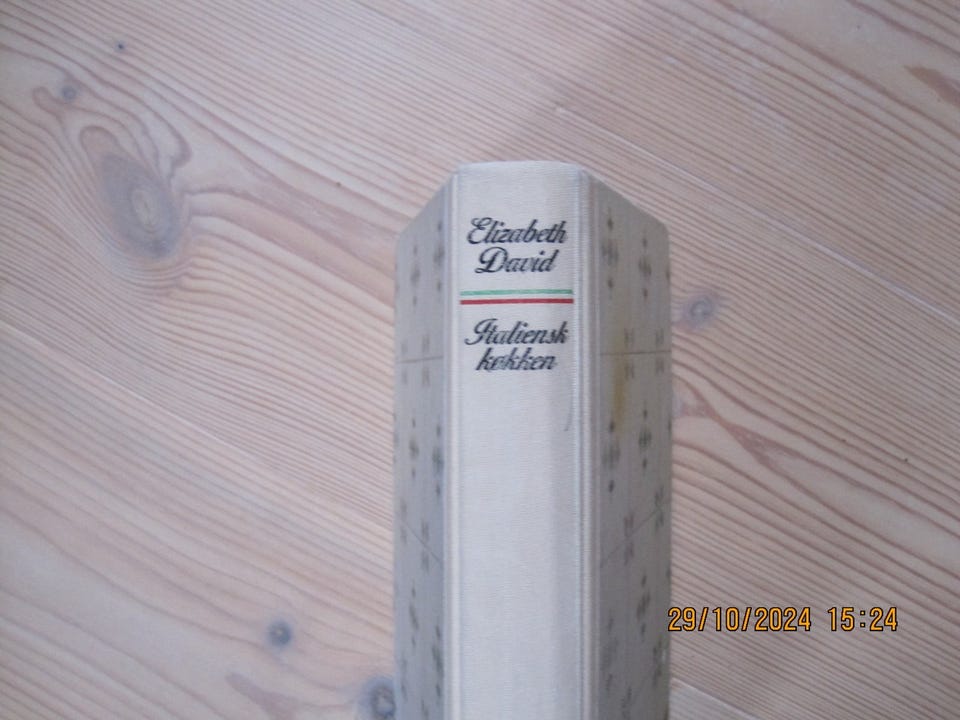 Elizabeth
David
Italiensk
køkken
29/10/2024 15:24